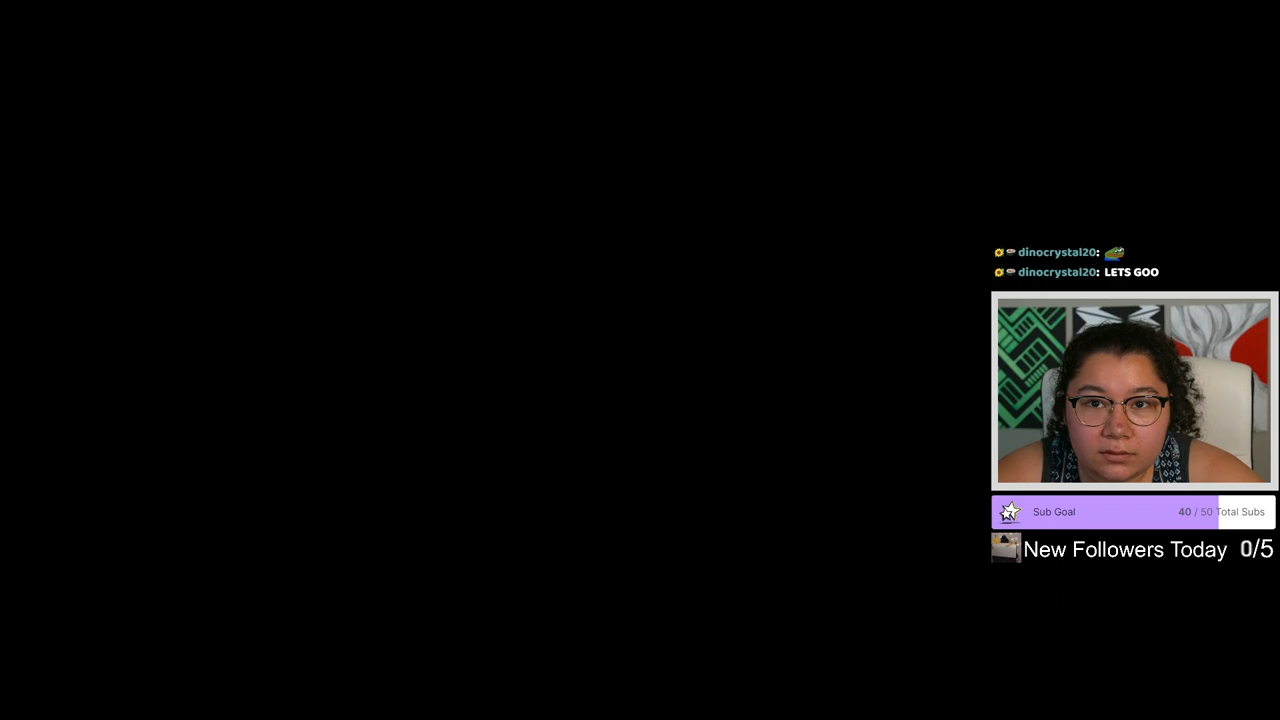 dinocrystal20:
dinocrystal20: LETS GOO
Sub Goal 40 / 50 Total Subs
New Followers Today 0/5